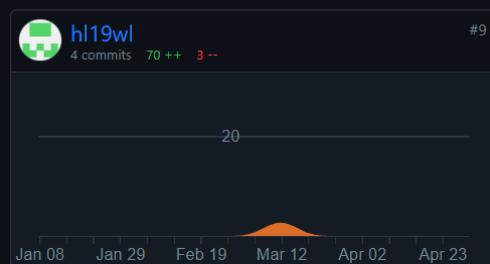 hl19wl
#9
4 commits 70 ++ 3 --
20
Jan 08 Jan 29 Feb 19 Mar 12 Apr 02 Apr 23